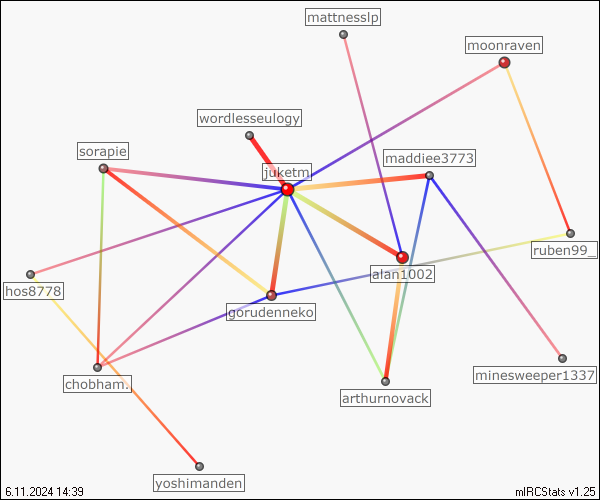 mattnesslp
moonraven
wordlesseulogy
sorapie
maddiee3773
juketm
ruben99_
alan1002
hos8778
gorudenneko
minesweeper1337
chobham.
arthurnovack
yoshimanden
6.11.2024 14:39
mIRCStats v1.25